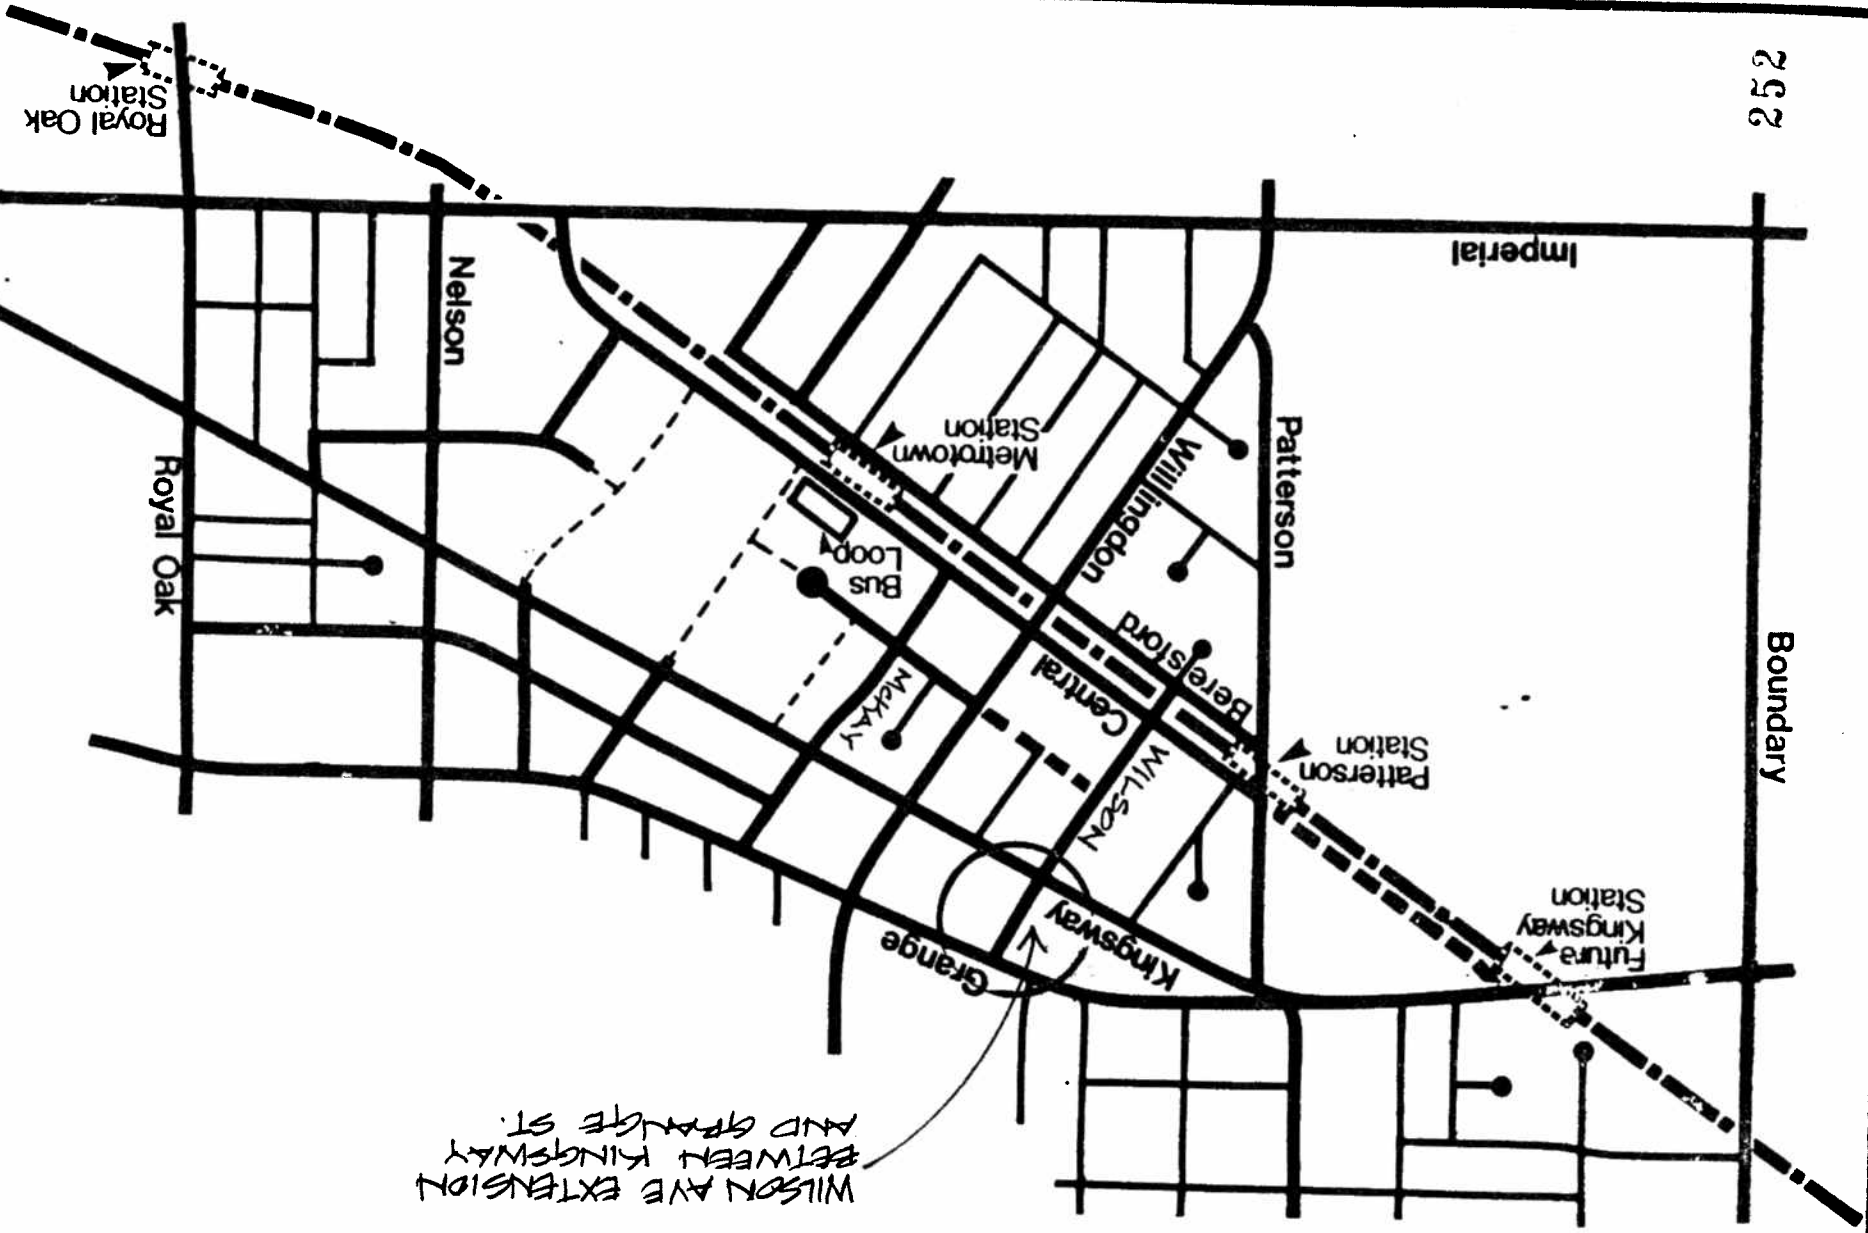 WILSON AVE EXTENSION
BETWEEN KINGSWAY
AND GRANGE ST.
Future
Kingsway
Station
Grange
Kingsway
Boundary
Patterson
Station
WILSON
McKAY
Central
Beresford
Bus
Loop
Royal Oak
Willingdon
Patterson
Metrotown
Station
Nelson
Imperial
Royal Oak
Station
252